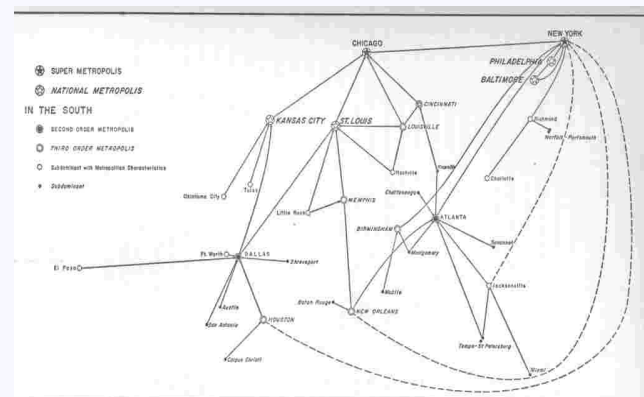 SUPER METROPOLIS
NATIONAL METROPOLIS
IN THE SOUTH
SECOND ORDER METROPOLIS
THIRD ORDER METROPOLIS
Subdominant with Metropolitan Characteristics
Subdominant
CHICAGO
NEW YORK
PHILADELPHIA
BALTIMORE
KANSAS CITY
ST. LOUIS
CINCINNATI
LOUISVILLE
Richmond
Norfolk - Portsmouth
Oklahoma City
Tulsa
Nashville
Knoxville
Charlotte
Chattanooga
Little Rock
MEMPHIS
BIRMINGHAM
ATLANTA
Ft. Worth
DALLAS
Shreveport
Montgomery
Savannah
El Paso
Jacksonville
Mobile
Baton Rouge
NEW ORLEANS
Austin
San Antonio
HOUSTON
Tampa - St Petersburg
Corpus Christi
Miami